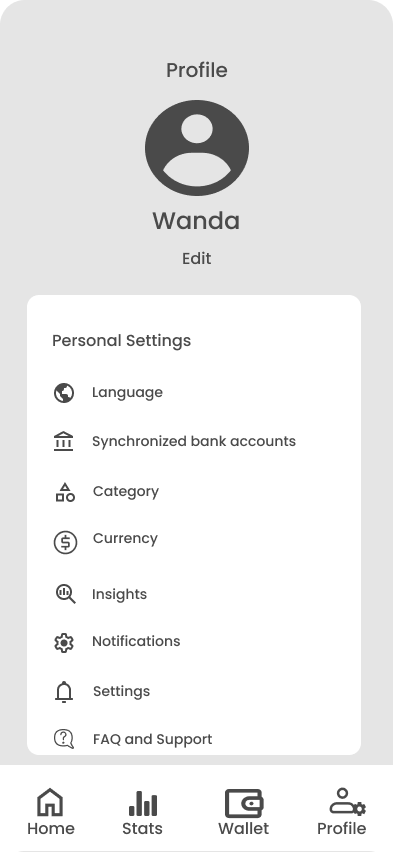 Profile
Wanda
Edit
Personal Settings
Language
Synchronized bank accounts
Category
Currency
Insights
Notifications
Settings
FAQ and Support
Home
Stats
Wallet
Profile